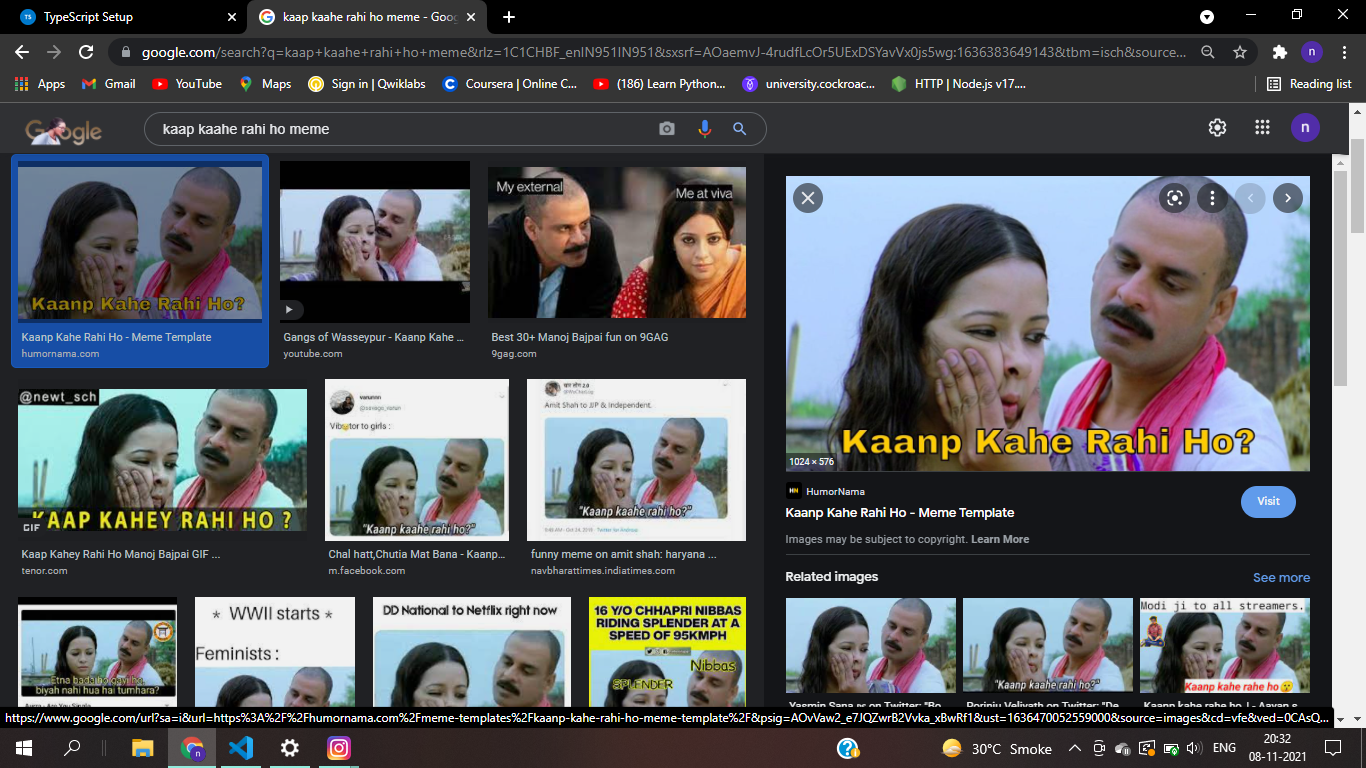 TypeScript Setup
kaap kaahe rahi ho meme - Goo
google.com/search?q=kaap+kaahe+rahi+ho+meme&rlz=1C1CHBF_enIN951IN951&sxsrf=AOaemvJ-4rudfLcOr5UExDSYavVx0js5wg:1636383649143&tbm=isch&source...
n
Apps
Gmail
YouTube
Maps
Sign in | Qwiklabs
Coursera | Online C...
(186) Learn Python...
university.cockroac...
HTTP | Node.js v17....
Reading list
Google
kaap kaahe rahi ho meme
n
Kaanp Kahe Rahi Ho?
Kaanp Kahe Rahi Ho - Meme Template
humornama.com
Gangs of Wasseypur - Kaanp Kahe ...
youtube.com
My external
Me at viva
Best 30+ Manoj Bajpai fun on 9GAG
9gag.com
@newt_sch
KAAP KAHEY RAHI HO ?
GIF
Kaap Kahey Rahi Ho Manoj Bajpai GIF ...
tenor.com
varunnn
to girls :
"Kaanp kaahe rahi ho?"
Chal hatt,Chutia Mat Bana - Kaanp...
m.facebook.com
Amit Shah to JJP & Independent.
"Kaanp kaahe rahi ho?"
funny meme on amit shah: haryana ...
navbharattimes.indiatimes.com
Etna badi ho gayi ho,
biyah nahi hua hai tumhara?
* WWII starts *
Feminists :
DD National to Netflix right now
16 Y/O CHHAPRI NIBBAS
RIDING SPLENDER AT A
SPEED OF 95KMPH
Nibbas
SPLENDER
Kaanp Kahe Rahi Ho?
1024 × 576
HN
HumorNama
Kaanp Kahe Rahi Ho - Meme Template
Visit
Images may be subject to copyright. Learn More
Related images
See more
"Kaanp kaahe rahi ho?"
Modi ji to all streamers.
Kaanp kaahe rahe ho
Yasmin Sana on Twitter: "Bo
Porinju Veliyath on Twitter: "De
Kaanp kaahe rahe ho ! - Aayan s
https://www.google.com/url?sa=i&url=https%3A%2F%2Fhumornama.com%2Fmeme-templates%2Fkaanp-kahe-rahi-ho-meme-template%2F&psig=AOvVaw2_e7JQZwrB2Vvka_xBwRf1&ust=1636470052559000&source=images&cd=vfe&ved=0CAsQ...
30°C Smoke
ENG
20:32
08-11-2021